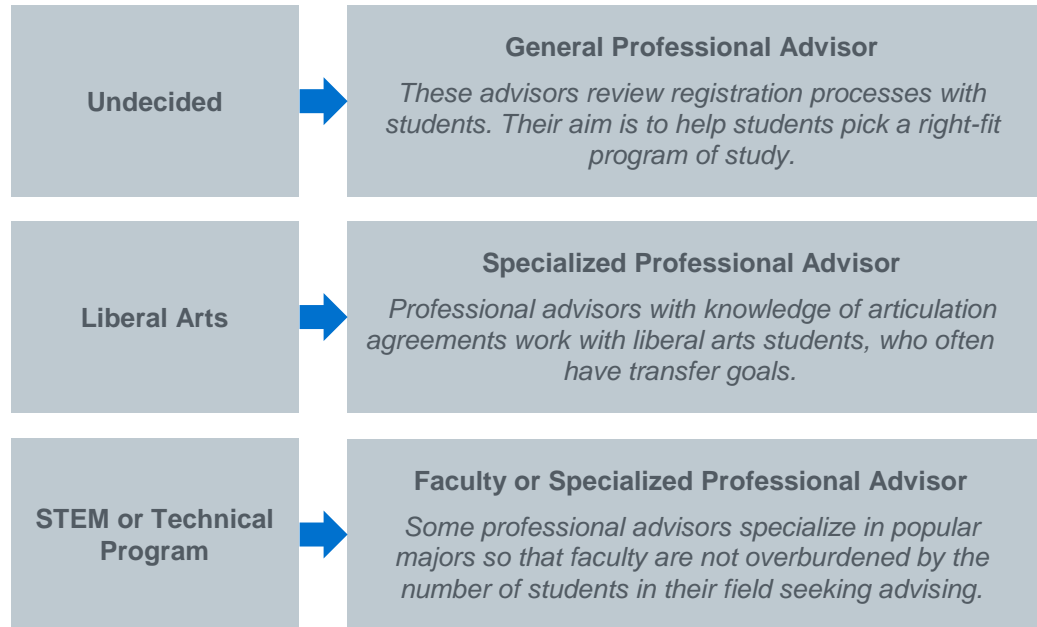 Undecided
General Professional Advisor
These advisors review registration processes with
students. Their aim is to help students pick a right-fit
program of study.
Liberal Arts
Specialized Professional Advisor
Professional advisors with knowledge of articulation
agreements work with liberal arts students, who often
have transfer goals.
STEM or Technical
Program
Faculty or Specialized Professional Advisor
Some professional advisors specialize in popular
majors so that faculty are not overburdened by the
number of students in their field seeking advising.